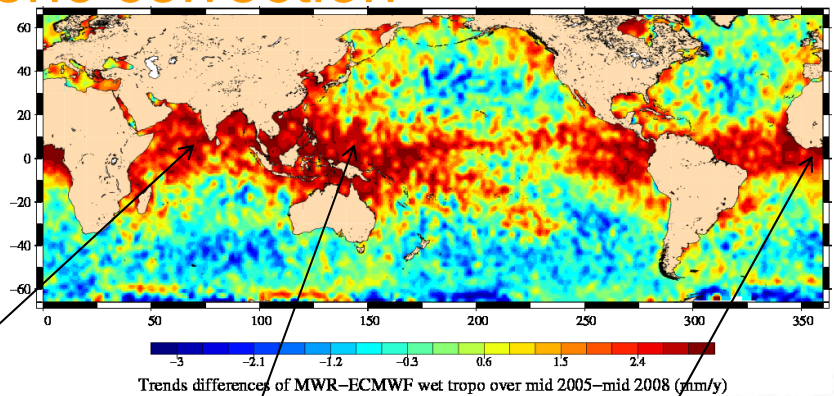 correction
60
40
20
0
−20
−40
−60
0 50 100 150 200 250 300 350
−3 −2.1 −1.2 −0.3 0.6 1.5 2.4
Trends differences of MWR−ECMWF wet tropo over mid 2005−mid 2008 (mm/y)